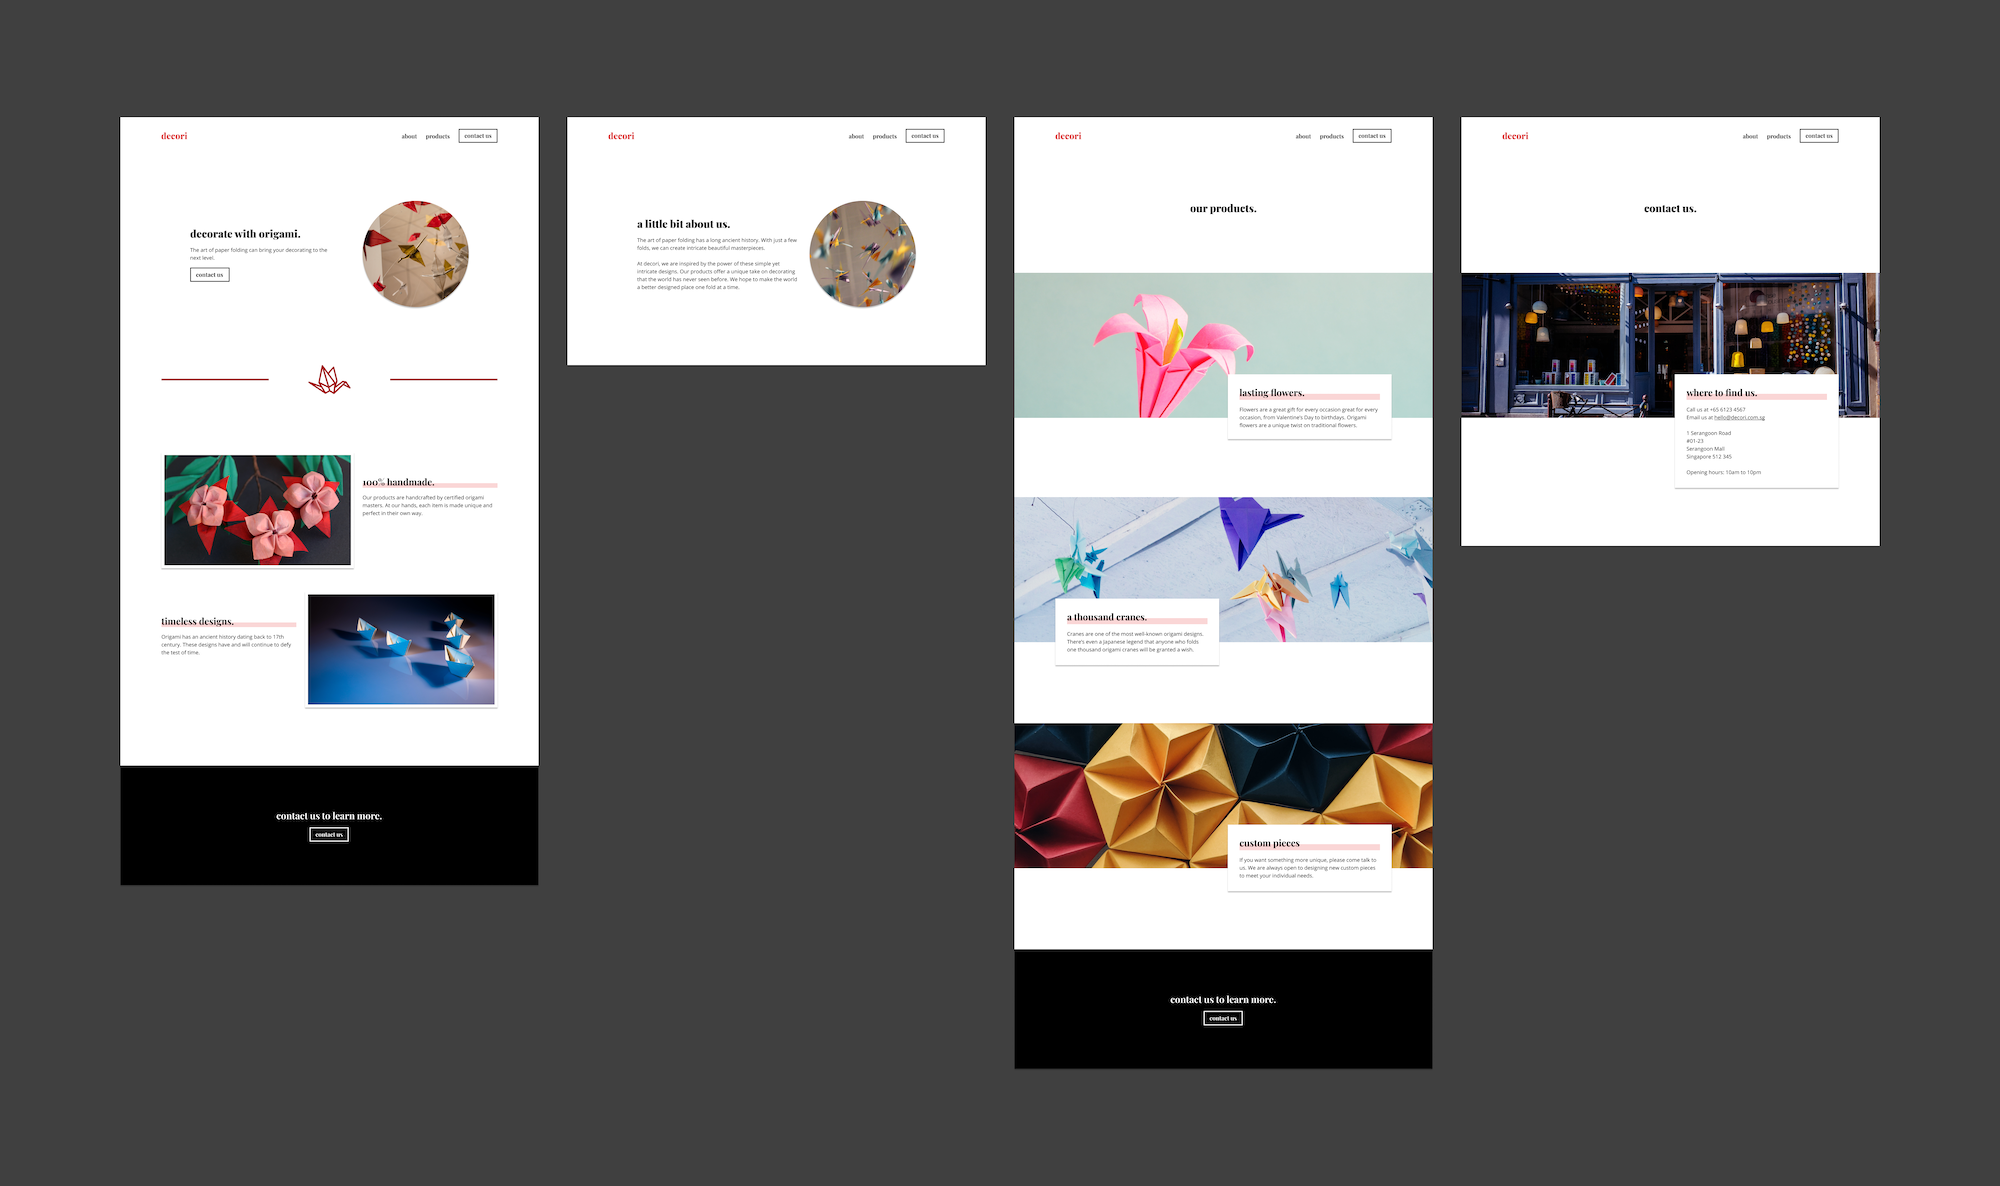 decori
about products contact us
decorate with origami.
The art of paper folding can bring your decorating to the
next level.
contact us
100% handmade.
Our products are handcrafted by certified origami
masters. At our hands, each item is made unique and
perfect in their own way.
timeless designs.
Origami has an ancient history dating back to 17th
century. These designs have and will continue to defy
the test of time.
contact us to learn more.
contact us
decori
about products contact us
a little bit about us.
The art of paper folding has a long ancient history. With just a few
folds, we can create intricate beautiful masterpieces.
At decori, we are inspired by the power of these simple yet
intricate designs. Our products offer a unique take on decorating
that the world has never seen before. We hope to make the world
a better designed place one fold at a time.
decori
about products contact us
our products.
lasting flowers.
Flowers are a great gift for every occasion great for every
occasion, from Valentine's Day to birthdays. Origami
flowers are a unique twist on traditional flowers.
a thousand cranes.
Cranes are one of the most well-known origami designs.
There's even a Japanese legend that anyone who folds
one thousand origami cranes will be granted a wish.
custom pieces
If you want something more unique, please come talk to
us. We are always open to designing new custom pieces
to meet your individual needs.
contact us to learn more.
contact us
decori
about products contact us
contact us.
where to find us.
Call us at +65 6123 4567
Email us at hello@decori.com.sg
1 Serangoon Road
#01-23
Serangoon Mall
Singapore 512 345
Opening hours: 10am to 10pm